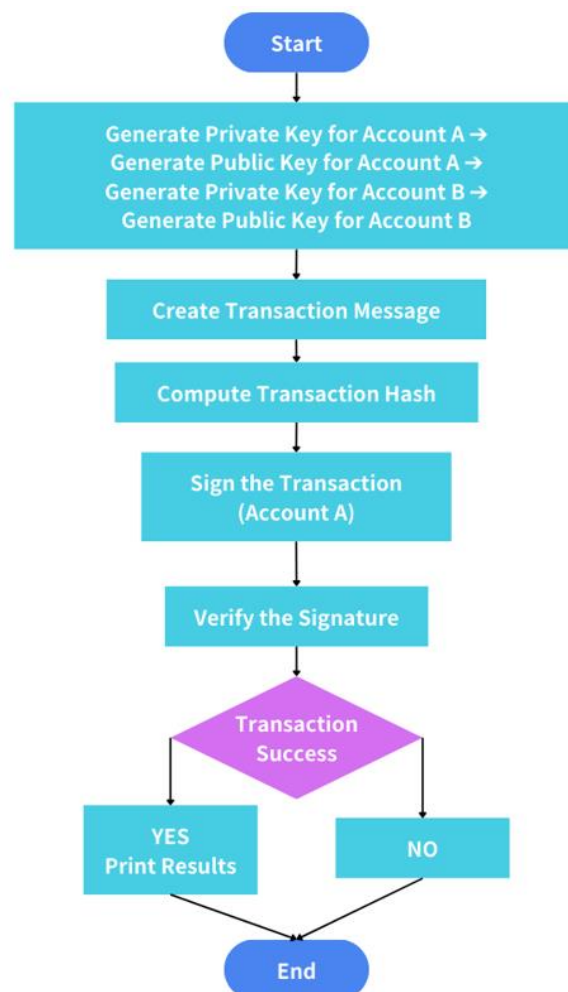 Start
Generate Private Key for Account A →
Generate Public Key for Account A →
Generate Private Key for Account B →
Generate Public Key for Account B
Create Transaction Message
Compute Transaction Hash
Sign the Transaction
(Account A)
Verify the Signature
Transaction
Success
YES
Print Results
NO
End